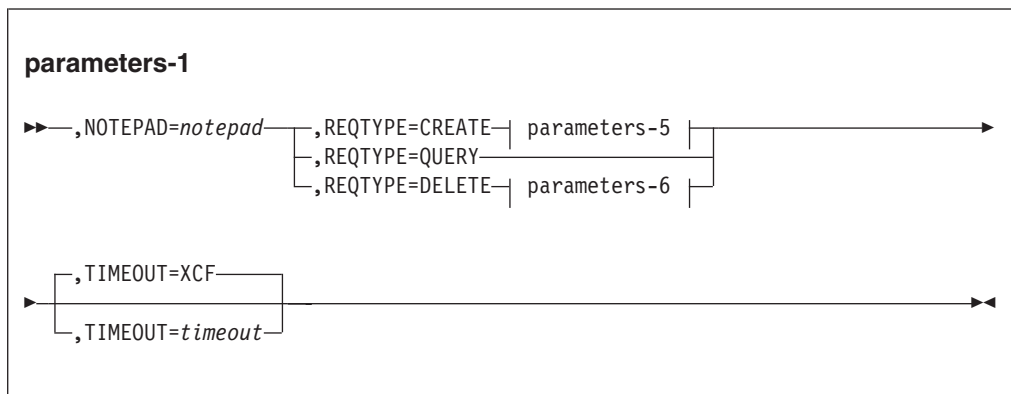 parameters-1
,NOTEPAD=notepad ,REQTYPE=CREATE parameters-5
,REQTYPE=QUERY
,REQTYPE=DELETE parameters-6
,TIMEOUT=XCF
,TIMEOUT=timeout